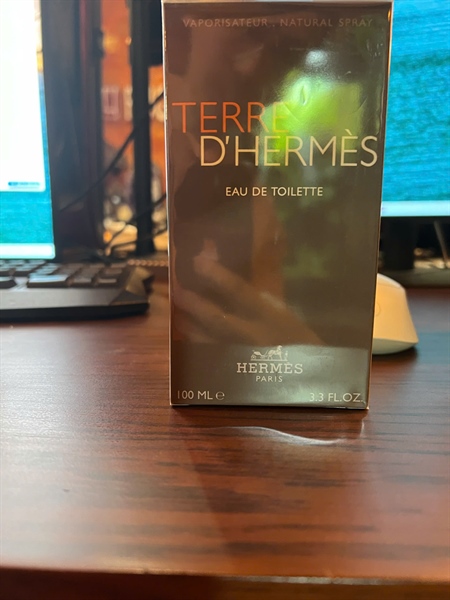 VAPORISATEUR . NATURAL SPRAY
TERRE
D'HERMÈS
EAU DE TOILETTE
HERMÈS
PARIS
100 ML e 3.3 FL.OZ.